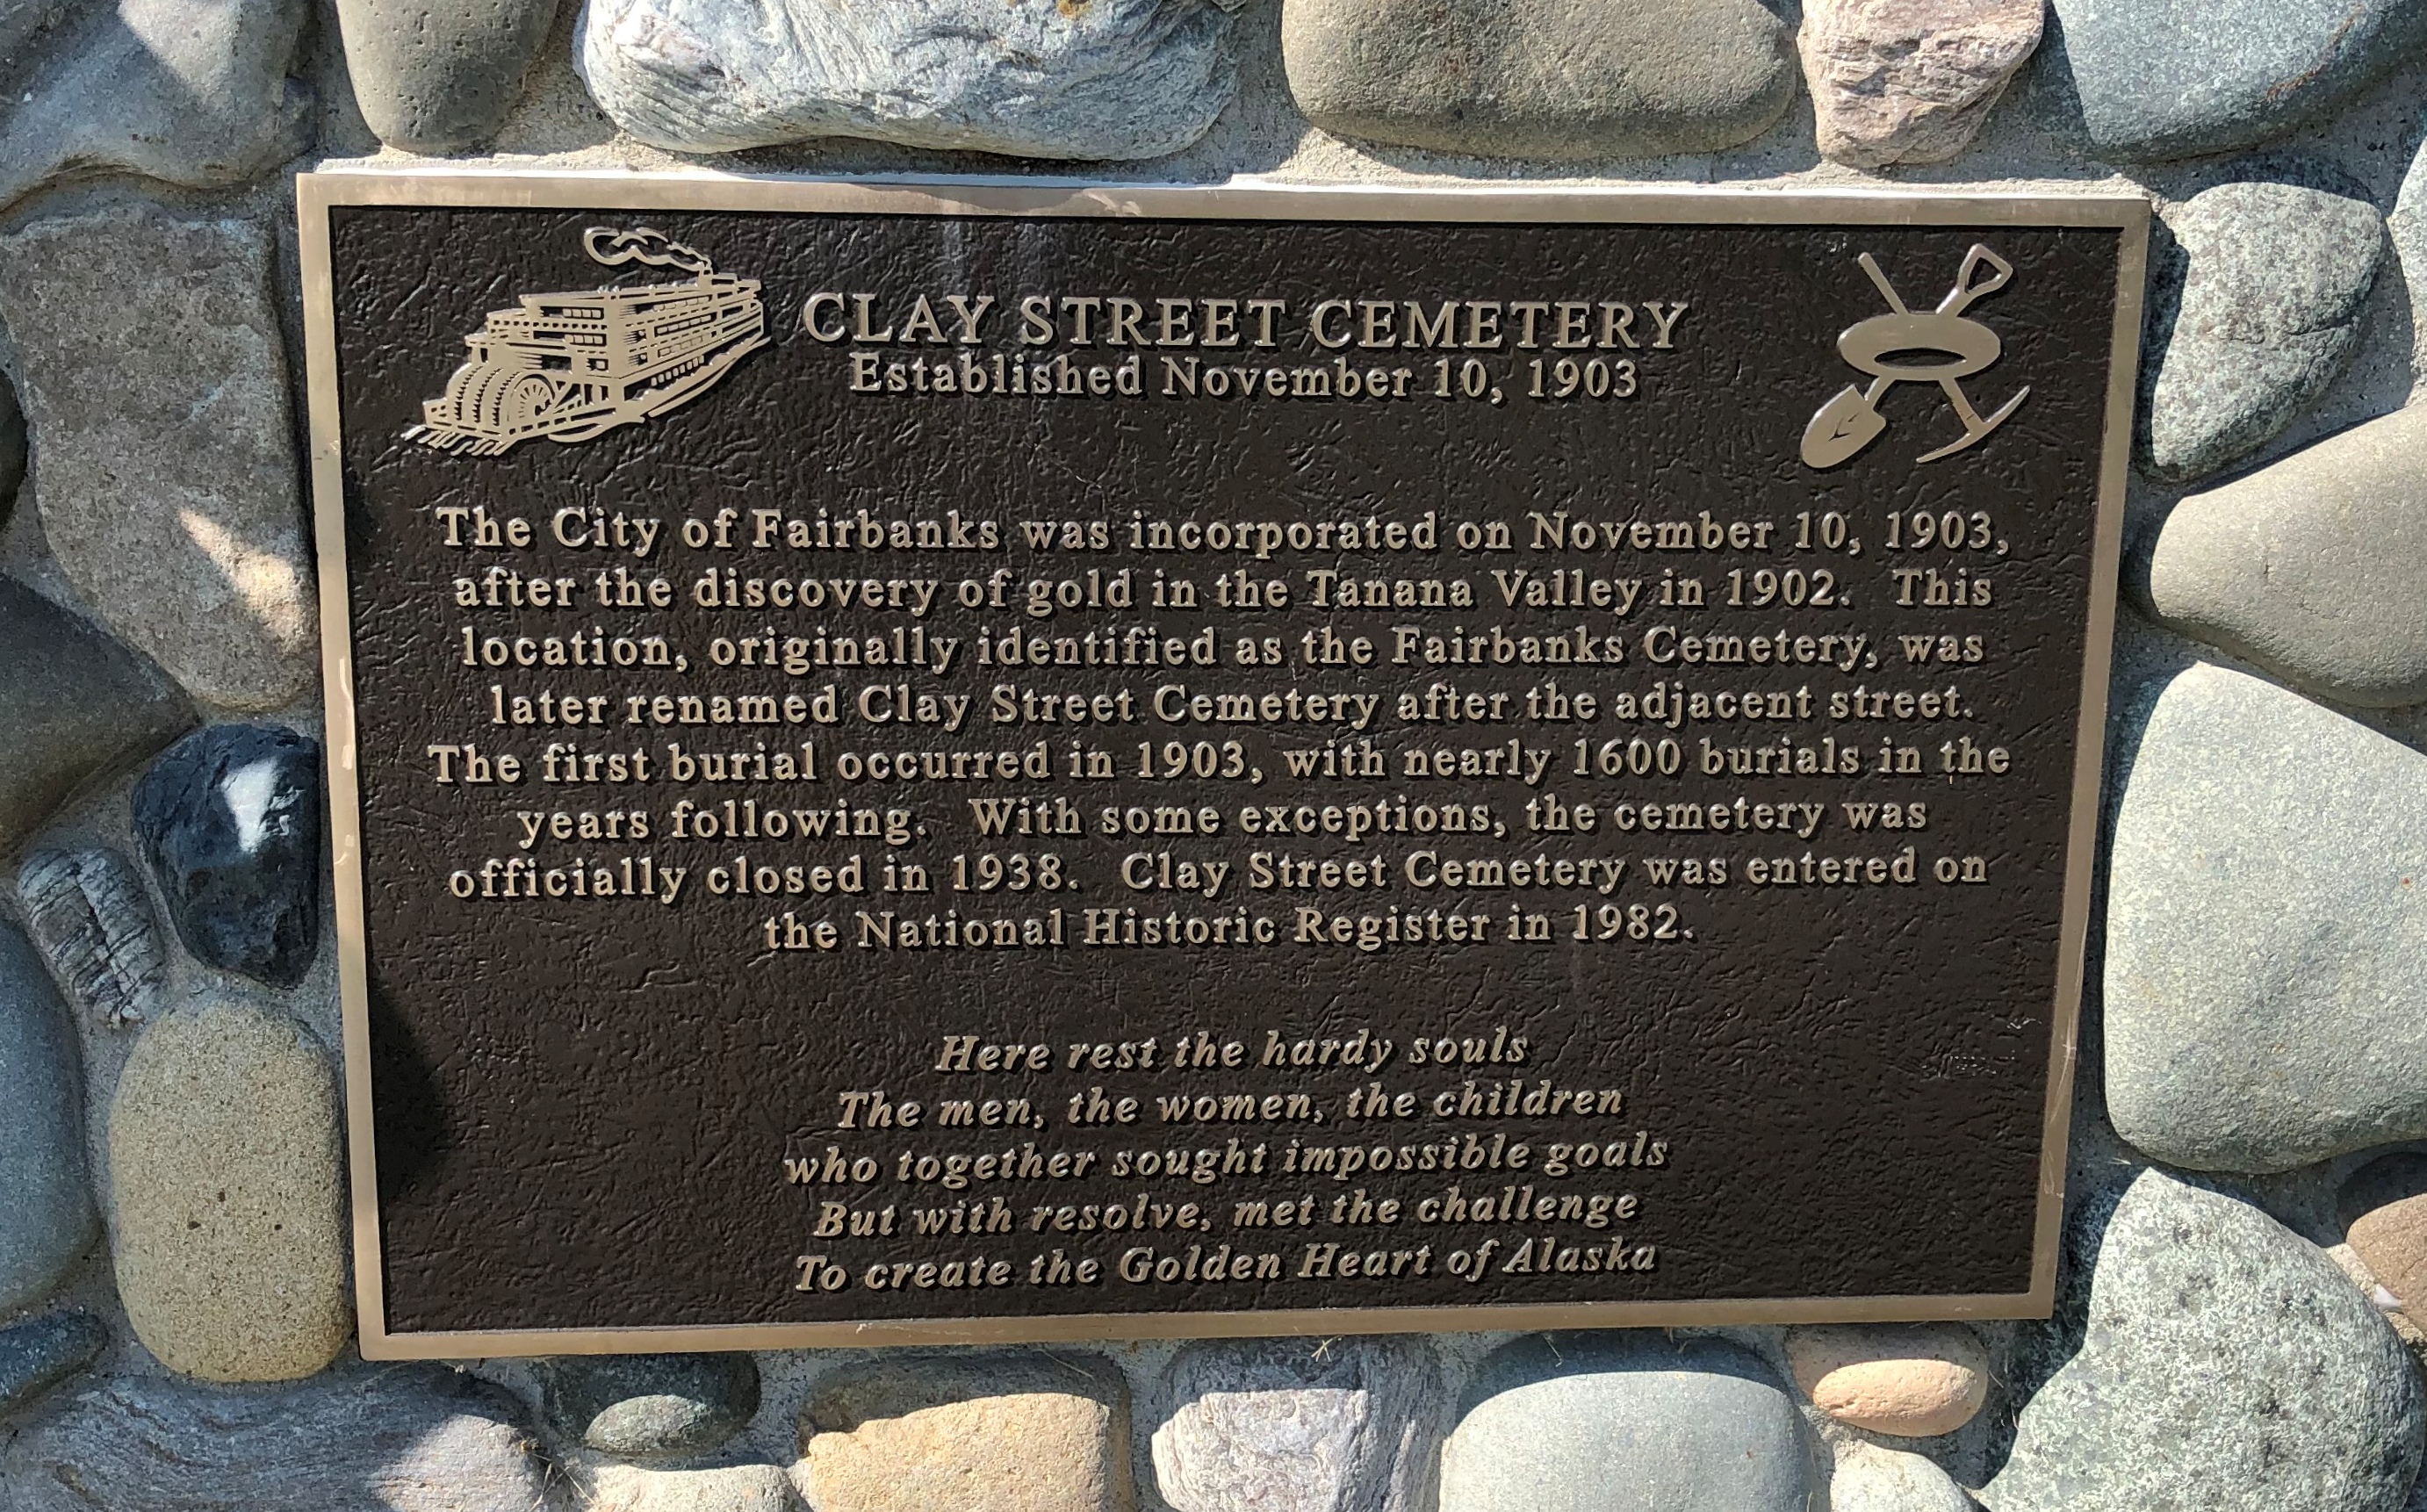 CLAY STREET CEMETERY
Established November 10, 1903
The City of Fairbanks was incorporated on November 10, 1903,
after the discovery of gold in the Tanana Valley in 1902. This
location, originally identified as the Fairbanks Cemetery, was
later renamed Clay Street Cemetery after the adjacent street.
The first burial occurred in 1903, with nearly 1600 burials in the
years following. With some exceptions, the cemetery was
officially closed in 1938. Clay Street Cemetery was entered on
the National Historic Register in 1982.
Here rest the hardy souls
The men, the women, the children
who together sought impossible goals
But with resolve, met the challenge
To create the Golden Heart of Alaska